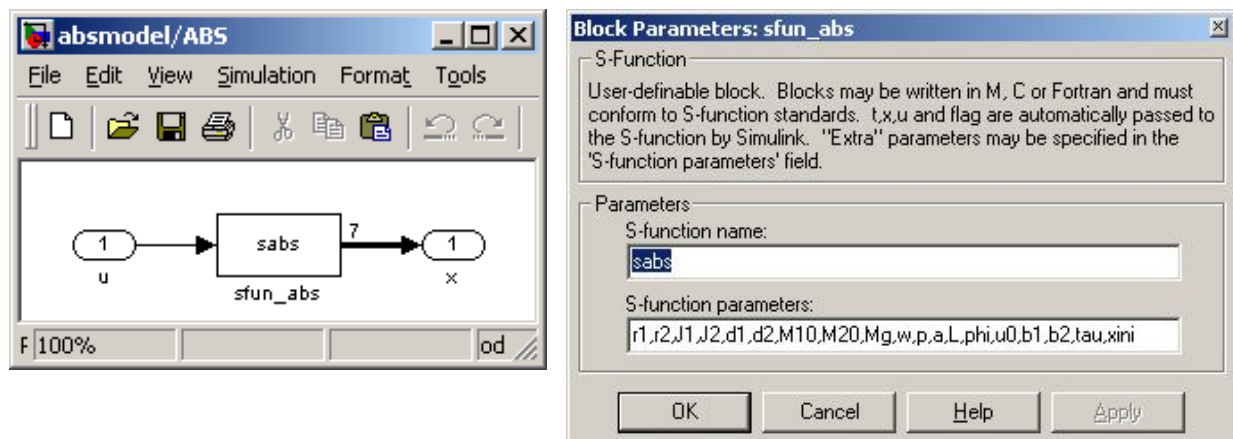 absmodel/ABS
File Edit View Simulation Format Tools
1
u
sabs
sfun_abs
7
1
x
F 100% od
Block Parameters: sfun_abs
S-Function
User-definable block. Blocks may be written in M, C or Fortran and must
conform to S-function standards. t,x,u and flag are automatically passed to
the S-function by Simulink. "Extra" parameters may be specified in the
'S-function parameters' field.
Parameters
S-function name:
sabs
S-function parameters:
r1,r2,J1,J2,d1,d2,M10,M20,Mg,w,p,a,L,phi,u0,b1,b2,tau,xini
OK Cancel Help Apply